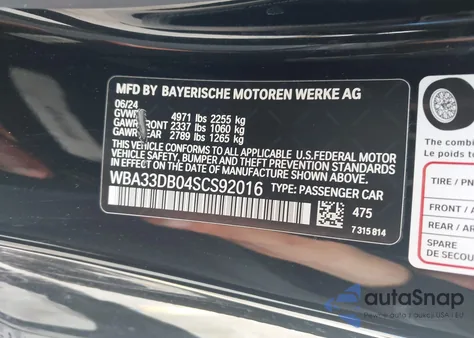 MFD BY BAYERISCHE MOTOREN WERKE AG
06/24
GVWR 4971 lbs 2255 kg
GAWR FRONT 2337 lbs 1060 kg
GAWR REAR 2789 lbs 1265 kg
THIS VEHICLE CONFORMS TO ALL APPLICABLE U.S.FEDERAL MOTOR
VEHICLE SAFETY, BUMPER, AND THEFT PREVENTION STANDARDS
IN EFFECT ON THE DATE OF MANUFACTURE SHOWN ABOVE.
WBA33DB04SCS92016 TYPE: PASSENGER CAR
475
7 315 814
The com
Le poids t
TIRE / PN
FRONT /
REAR / AR
SPARE
DE SECOU
autoSnap